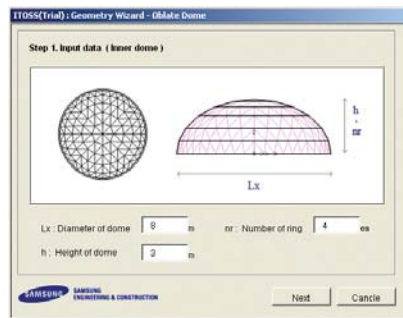 ITOSS(Trial) : Geometry Wizard - Oblate Dome
Step 1. Input data ( Inner dome )
h
nr
Lx
Lx : Diameter of dome 8 m
nr : Number of ring 4 ea
h : Height of dome 3 m
SAMSUNG SAMSUNG
ENGINEERING & CONSTRUCTION
Next
Cancle